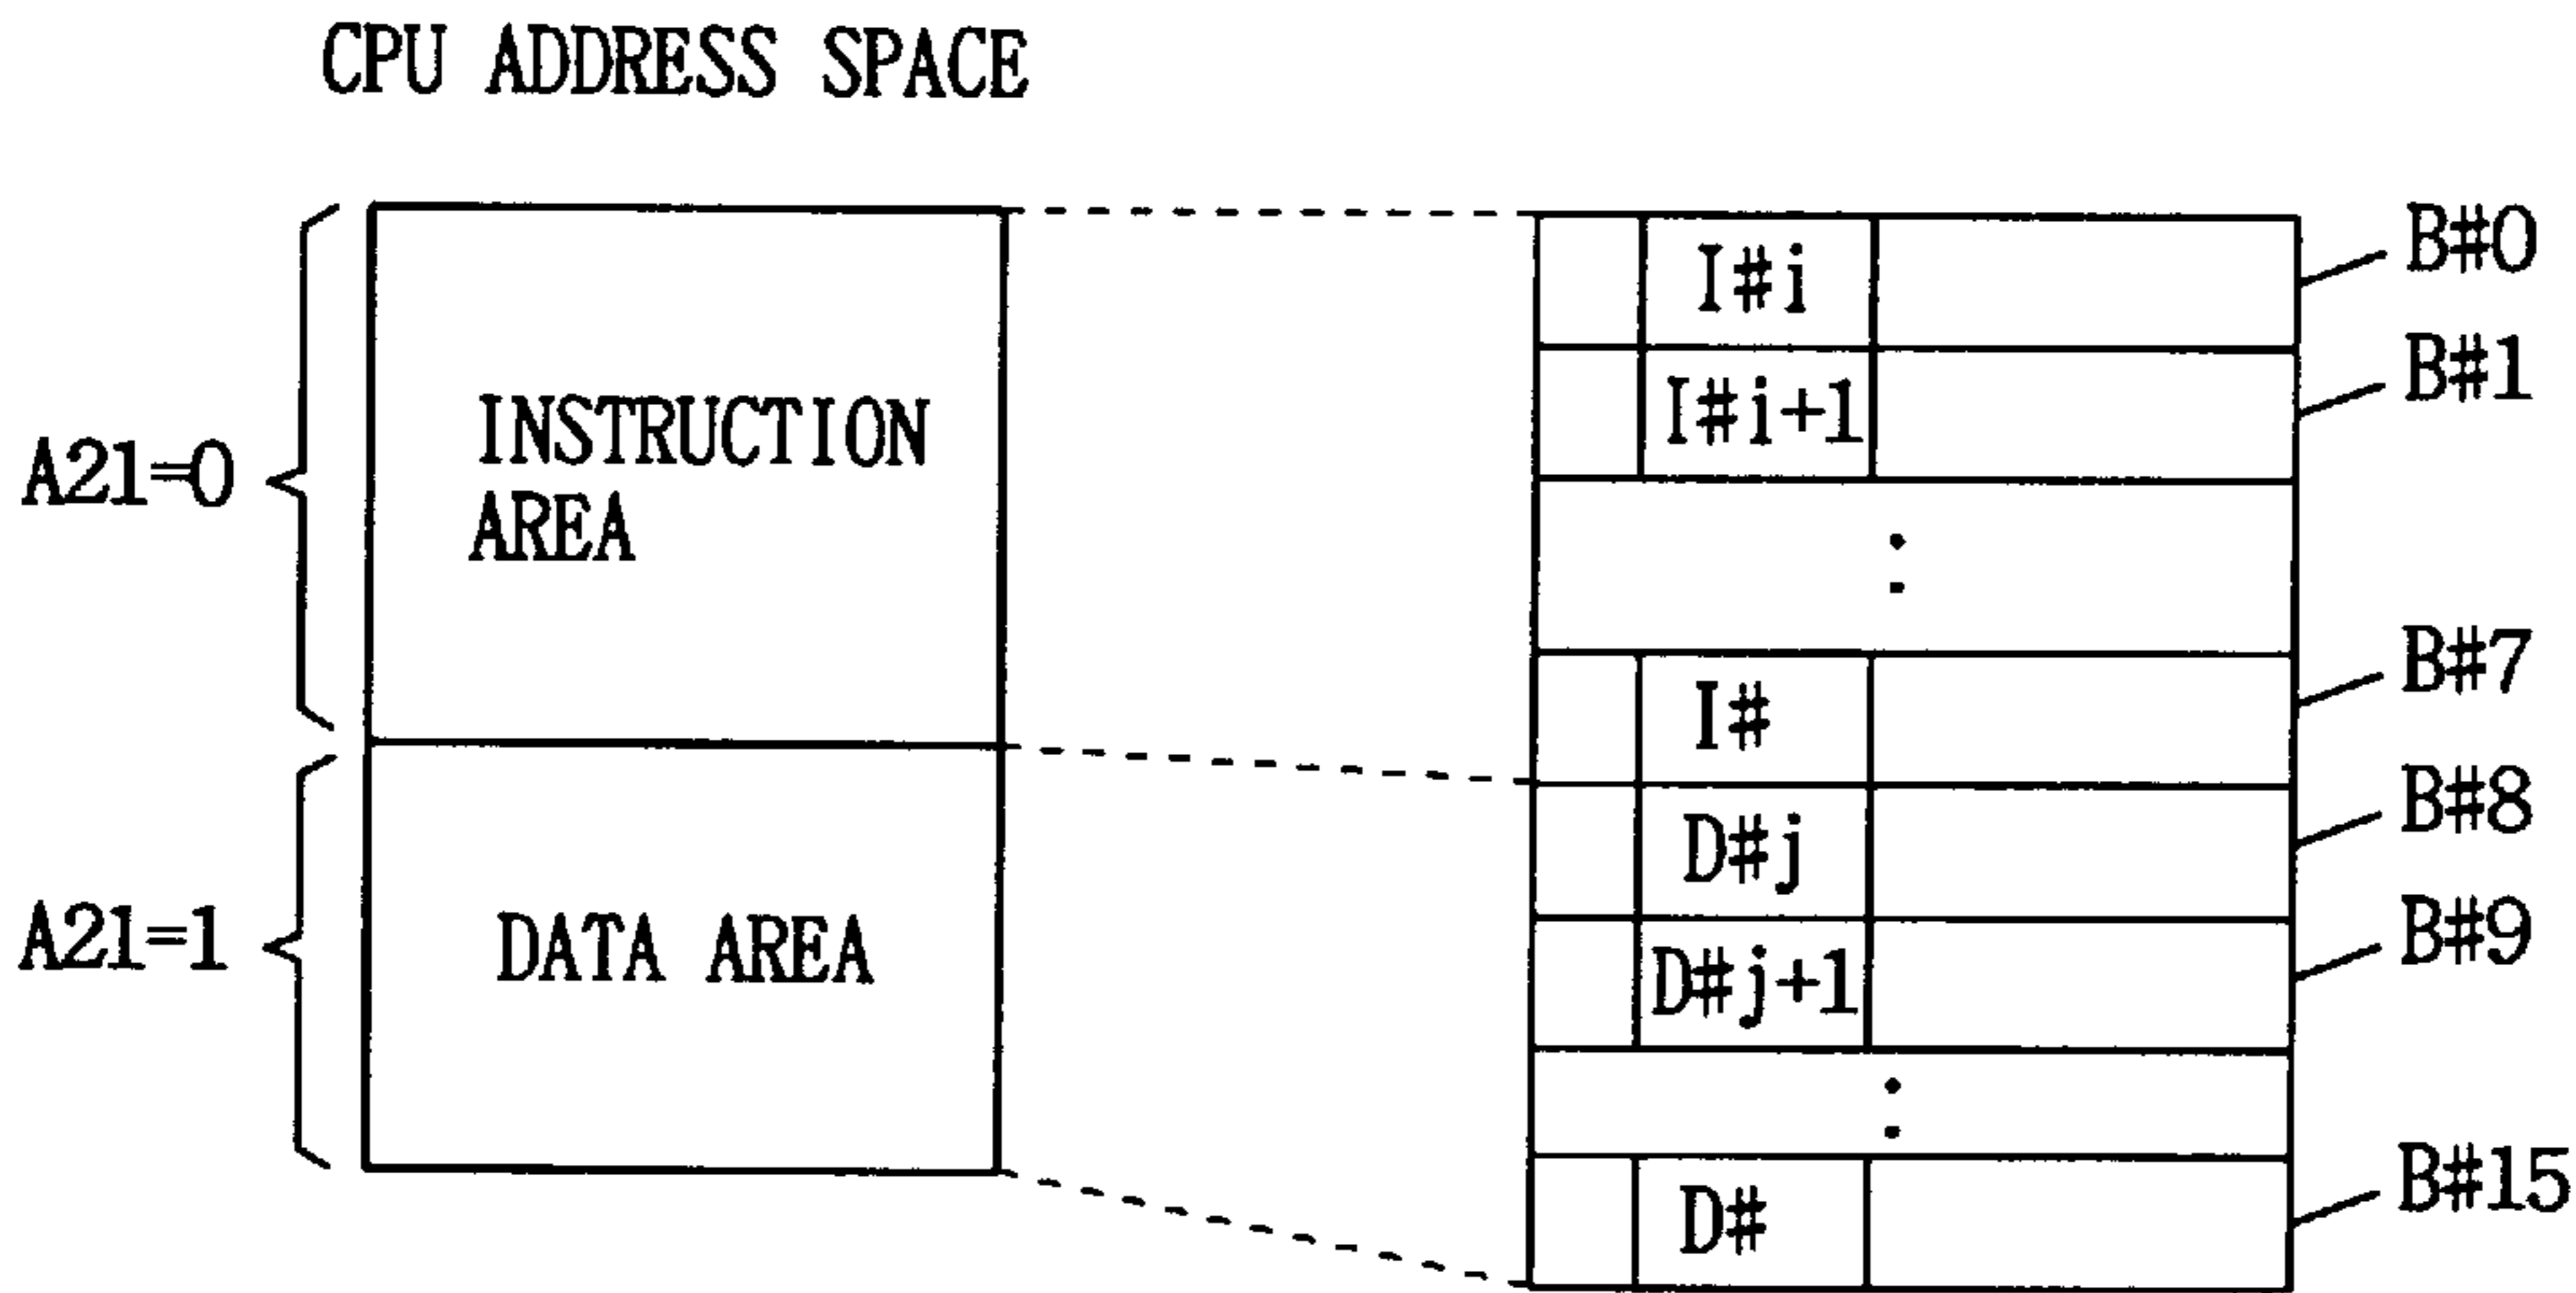 CPU ADDRESS SPACE
A21=0
INSTRUCTION
AREA
A21=1
DATA AREA
I#i
B#0
I#i+1
B#1
I#
B#7
D#j
B#8
D#j+1
B#9
D#
B#15